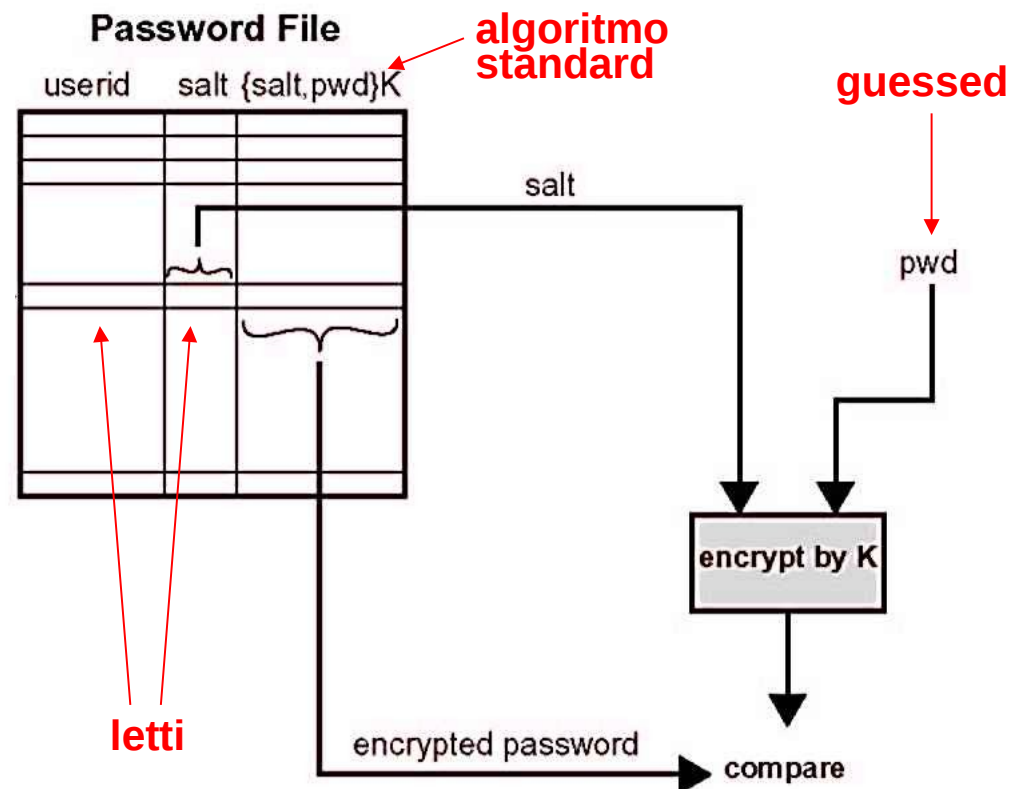 Password File
algoritmo
standard
userid salt {salt,pwd}K
guessed
salt
pwd
encrypt by K
letti
encrypted password
compare